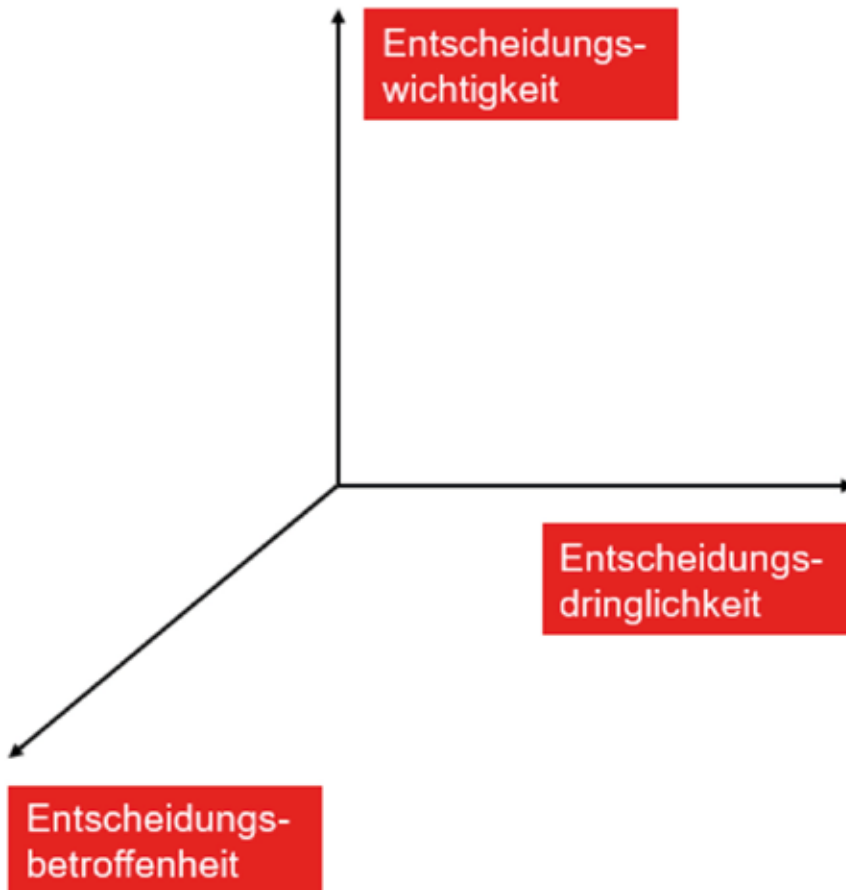 Entscheidungs-
wichtigkeit
Entscheidungs-
dringlichkeit
Entscheidungs-
betroffenheit